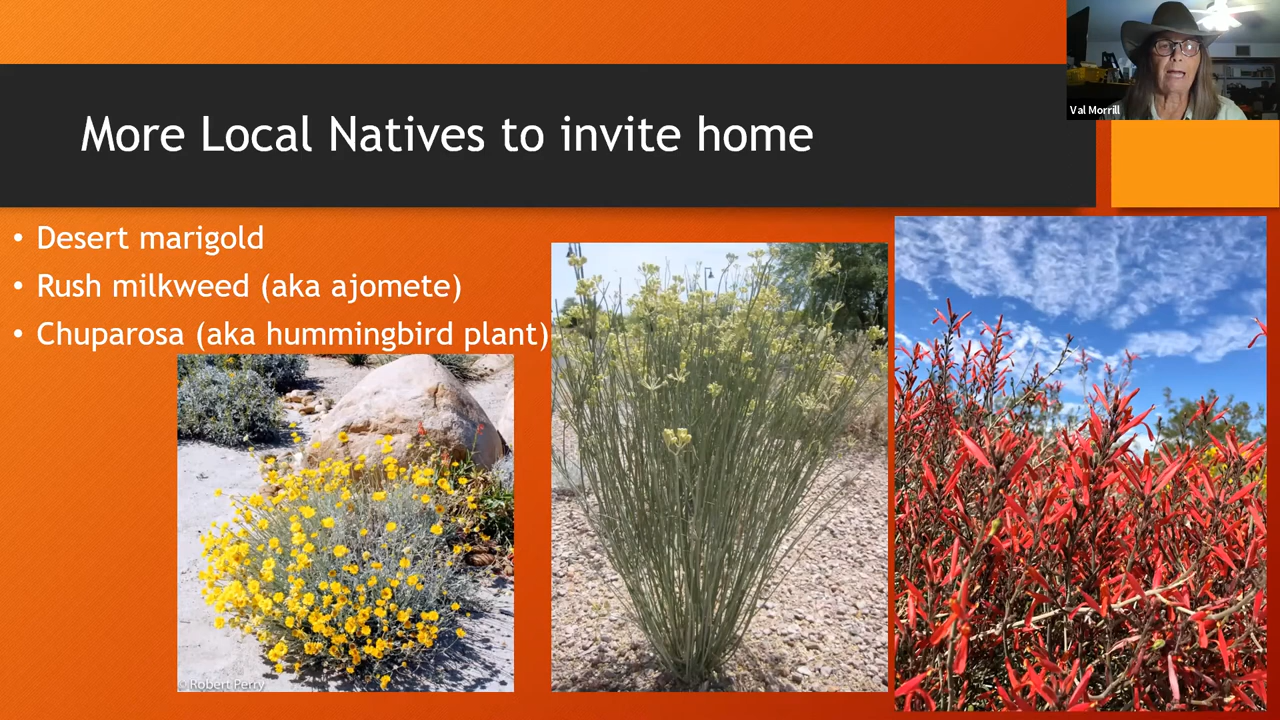 Val Morrill
More Local Natives to invite home
• Desert marigold
• Rush milkweed (aka ajomete)
• Chuparosa (aka hummingbird plant)
© Robert Perry